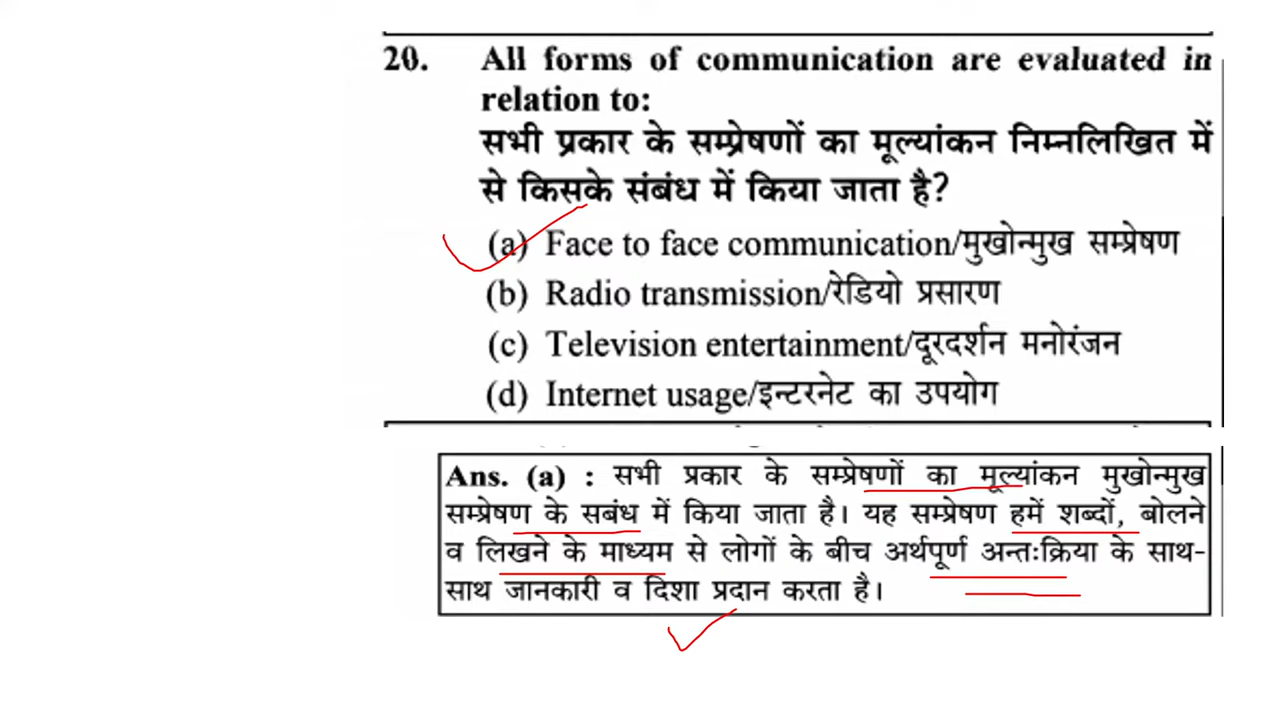 20. All forms of communication are evaluated in
relation to:
सभी प्रकार के सम्प्रेषणों का मूल्यांकन निम्नलिखित में
से किसके संबंध में किया जाता है?
(a) Face to face communication/मुखोन्मुख सम्प्रेषण
(b) Radio transmission/रेडियो प्रसारण
(c) Television entertainment/दूरदर्शन मनोरंजन
(d) Internet usage/इन्टरनेट का उपयोग
Ans. (a) : सभी प्रकार के सम्प्रेषणों का मूल्यांकन मुखोन्मुख
सम्प्रेषण के सबंध में किया जाता है। यह सम्प्रेषण हमें शब्दों, बोलने
व लिखने के माध्यम से लोगों के बीच अर्थपूर्ण अन्तःक्रिया के साथ-
साथ जानकारी व दिशा प्रदान करता है।